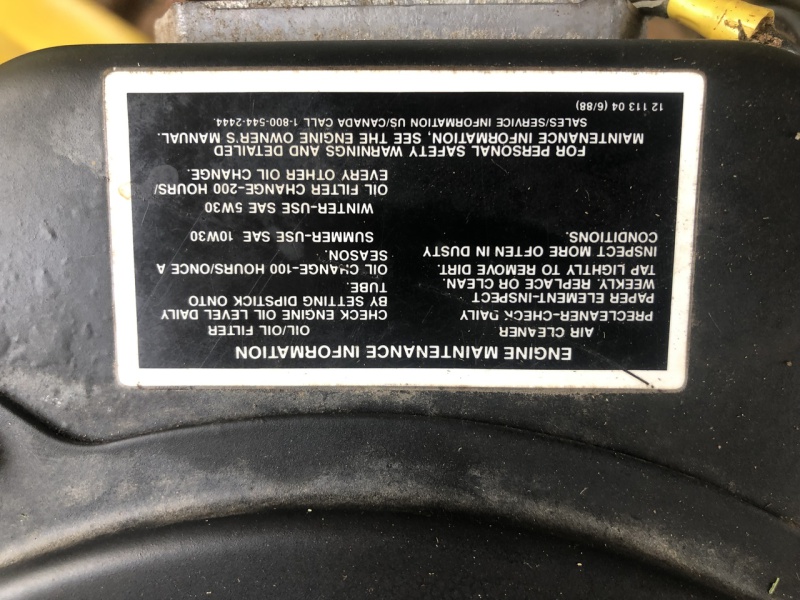 ENGINE MAINTENANCE INFORMATION
AIR CLEANER
PRECLEANER-CHECK DAILY
PAPER ELEMENT-INSPECT
WEEKLY. REPLACE OR CLEAN.
TAP LIGHTLY TO REMOVE DIRT.
INSPECT MORE OFTEN IN DUSTY
CONDITIONS.
OIL/OIL FILTER
CHECK ENGINE OIL LEVEL DAILY
BY SETTING DIPSTICK ONTO
TUBE.
OIL CHANGE-100 HOURS/ONCE A
SEASON.
SUMMER-USE SAE 10W30
WINTER-USE SAE 5W30
OIL FILTER CHANGE-200 HOURS/
EVERY OTHER OIL CHANGE.
FOR PERSONAL SAFETY WARNINGS AND DETAILED
MAINTENANCE INFORMATION, SEE THE ENGINE OWNER'S MANUAL.
SALES/SERVICE INFORMATION US/CANADA CALL 1-800-544-2444.
12 113 04 (6/88)